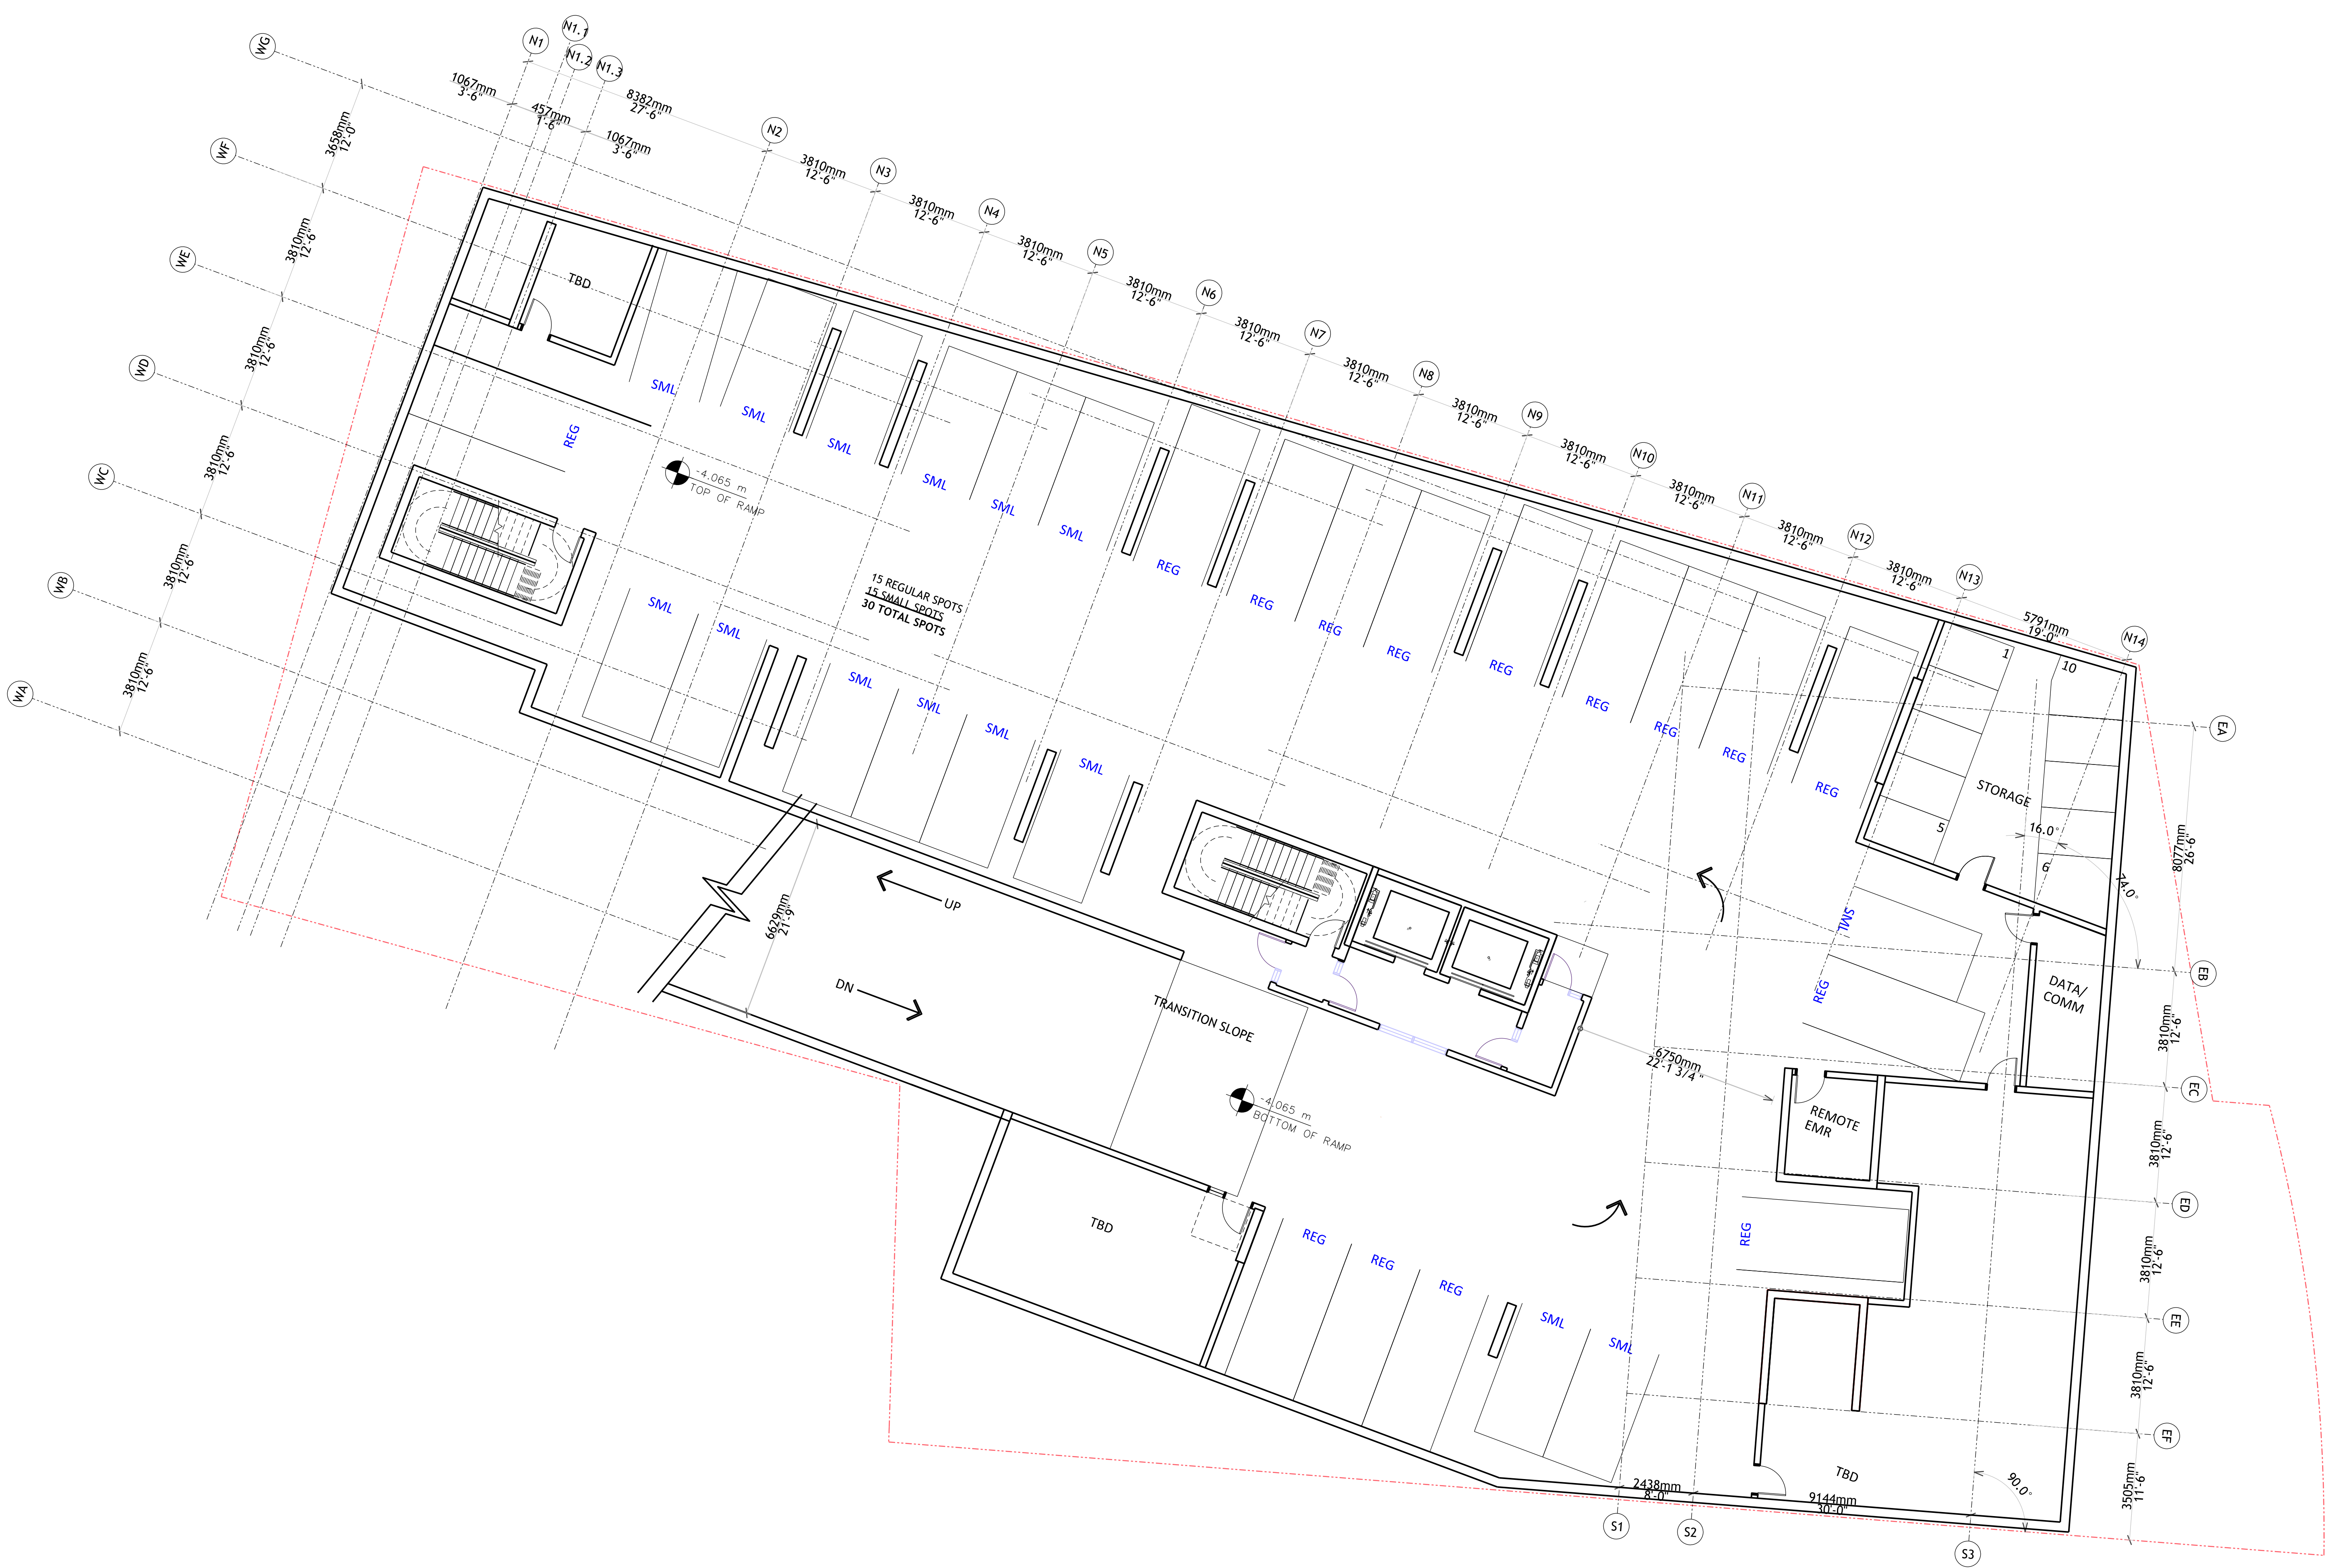 WG
WF
WE
WD
WC
WB
WA
N1
N1.1
N1.2
N1.3
N2
N3
N4
N5
N6
N7
N8
N9
N10
N11
N12
N13
N14
1067mm
3'-6"
457mm
1'-6"
1067mm
3'-6"
8382mm
27'-6"
3810mm
12'-6"
3810mm
12'-6"
3810mm
12'-6"
3810mm
12'-6"
3810mm
12'-6"
3810mm
12'-6"
3810mm
12'-6"
3810mm
12'-6"
3810mm
12'-6"
3810mm
12'-6"
3810mm
12'-6"
5791mm
19'-0"
3658mm
12'-0"
3810mm
12'-6"
3810mm
12'-6"
3810mm
12'-6"
3810mm
12'-6"
3810mm
12'-6"
TBD
SML
SML
SML
SML
SML
SML
REG
REG
REG
REG
REG
REG
REG
REG
REG
REG
-4.065 m
TOP OF RAMP
15 REGULAR SPOTS
15 SMALL SPOTS
30 TOTAL SPOTS
SML
SML
SML
SML
SML
SML
1
10
5
6
STORAGE
16.0°
74.0°
SML
REG
DATA/
COMM
6629mm
21'-9"
UP
DN
TRANSITION SLOPE
-4.065 m
BOTTOM OF RAMP
6750mm
22'-1 3/4"
REMOTE
EMR
REG
TBD
REG
REG
REG
SML
SML
TBD
90.0°
2438mm
8'-0"
9144mm
30'-0"
S1
S2
S3
EA
EB
EC
ED
EE
EF
8077mm
26'-6"
3810mm
12'-6"
3810mm
12'-6"
3810mm
12'-6"
3810mm
12'-6"
3505mm
11'-6"